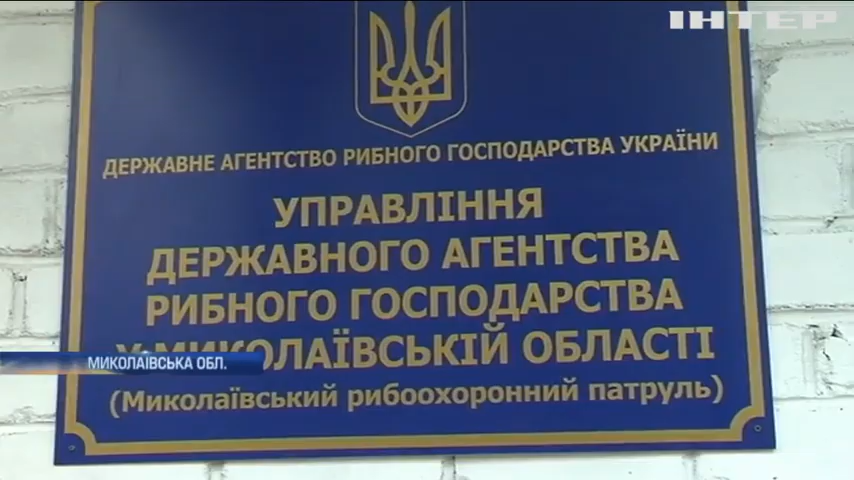 ІНТЕР
ДЕРЖАВНЕ АГЕНТСТВО РИБНОГО ГОСПОДАРСТВА УКРАЇНИ
УПРАВЛІННЯ
ДЕРЖАВНОГО АГЕНТСТВА
РИБНОГО ГОСПОДАРСТВА
У МИКОЛАЇВСЬКІЙ ОБЛАСТІ
МИКОЛАЇВСЬКА ОБЛ.
(Миколаївський рибоохоронний патруль)